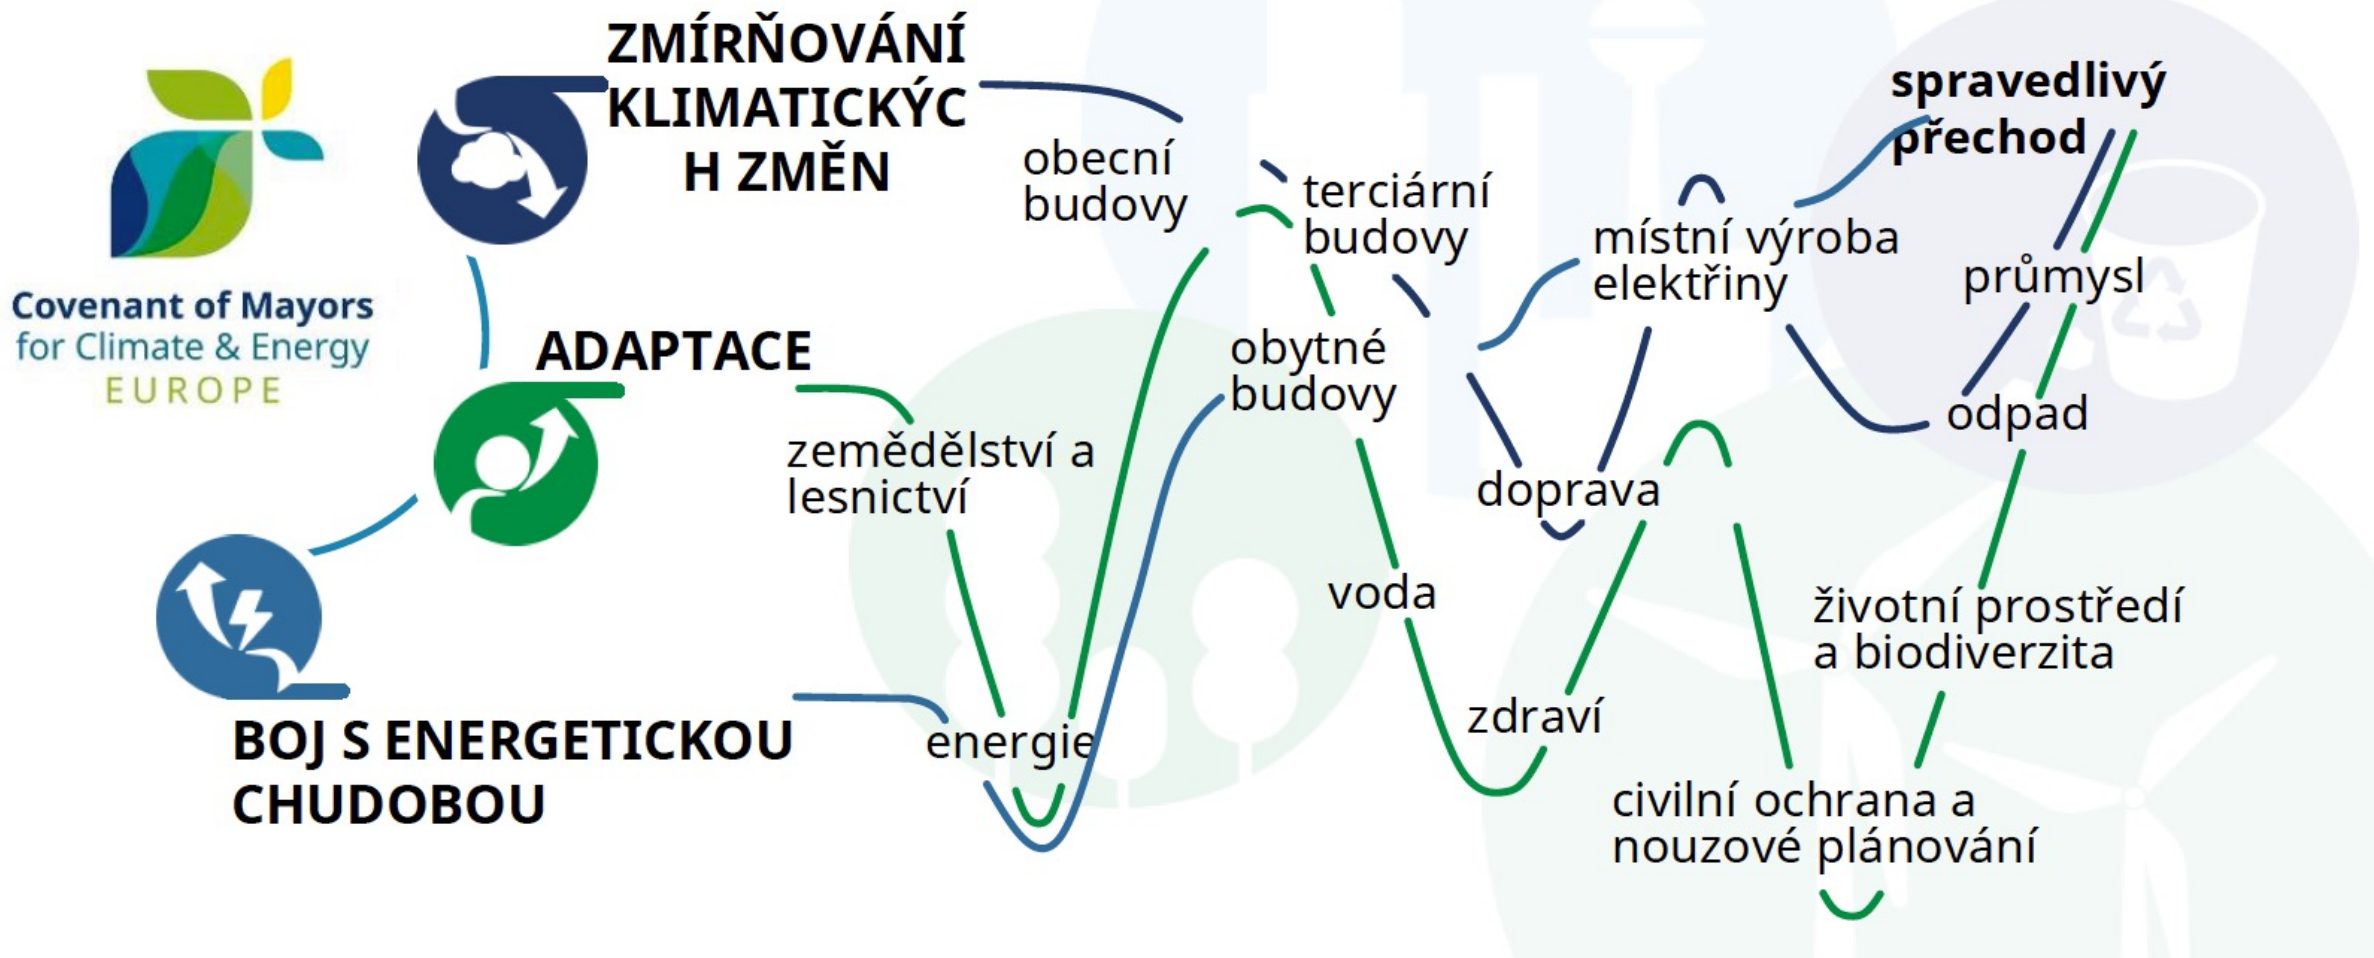 Covenant of Mayors
for Climate & Energy
EUROPE
ZMÍRŇOVÁNÍ
KLIMATICKÝC
H ZMĚN
ADAPTACE
BOJ S ENERGETICKOU
CHUDOBOU
obecní
budovy
terciární
budovy
zemědělství a
lesnictví
energie
obytné
budovy
voda
doprava
zdraví
místní výroba
elektřiny
civilní ochrana a
nouzové plánování
životní prostředí
a biodiverzita
odpad
průmysl
spravedlivý
přechod